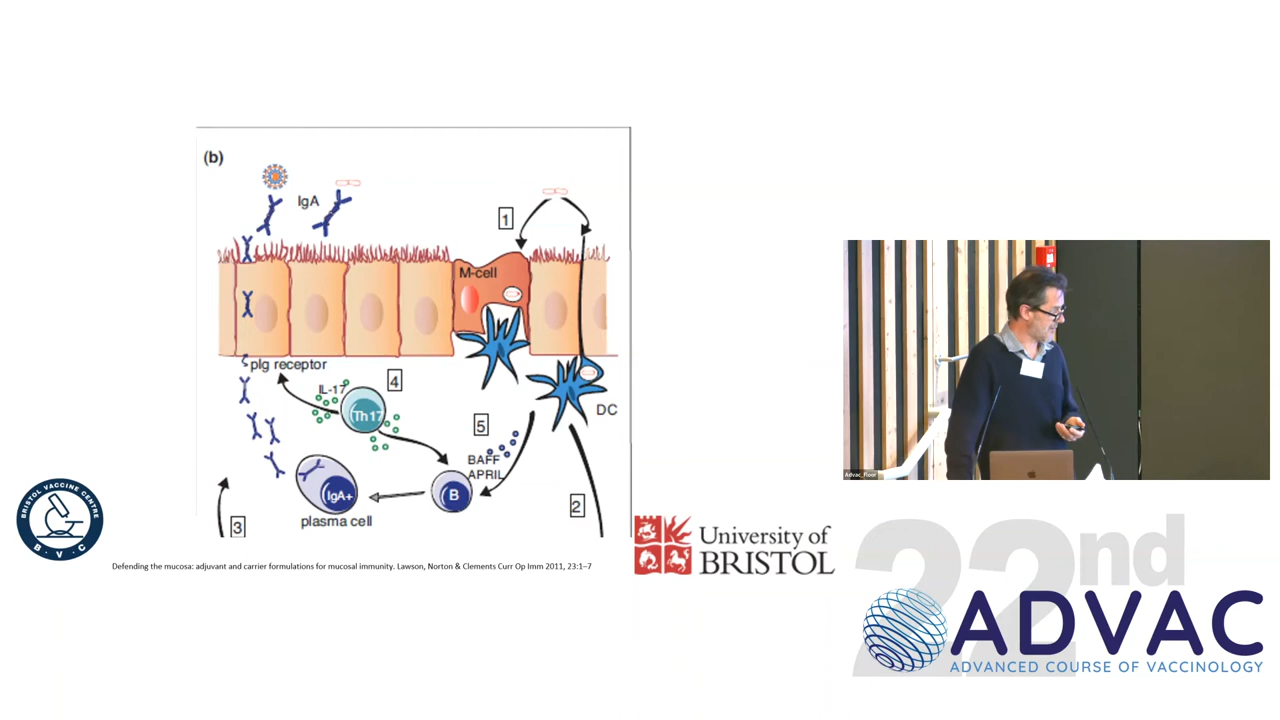 (b)
IgA
1
M-cell
pIg receptor
IL-17
4
Th17
DC
5
BAFF
APRIL
B
IgA+
2
plasma cell
3
Defending the mucosa: adjuvant and carrier formulations for mucosal immunity. Lawson, Norton & Clements Curr Op Imm 2011, 23:1–7
BRISTOL VACCINE CENTRE
B · V · C
University of
BRISTOL
Advac_floor
22nd
ADVAC
ADVANCED COURSE OF VACCINOLOGY